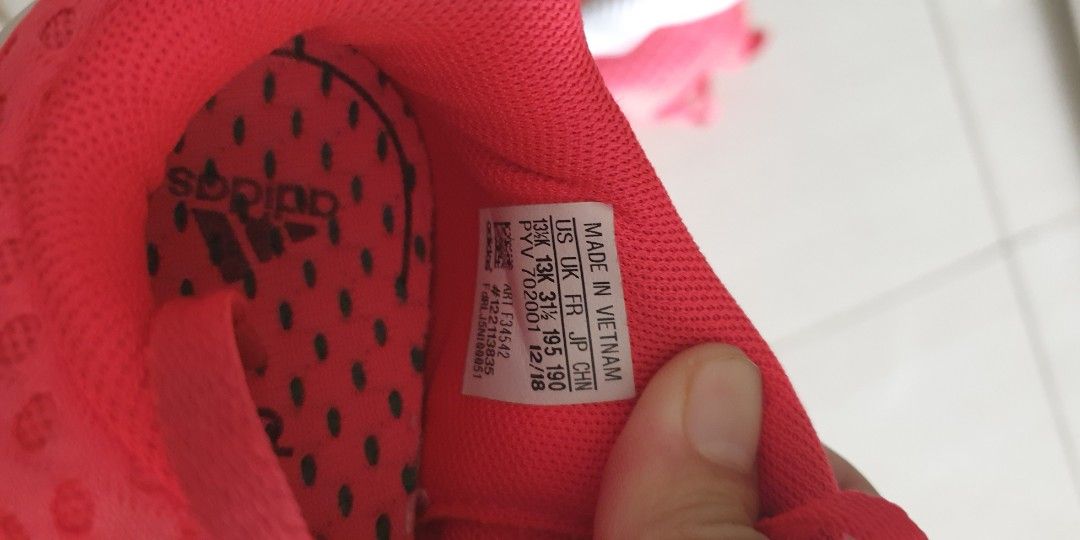 adidas
MADE IN VIETNAM
US UK FR JP CHN
13½K 13K 31½ 195 190
PYV 702001 12/18
ART F34542
#122113835
adidas